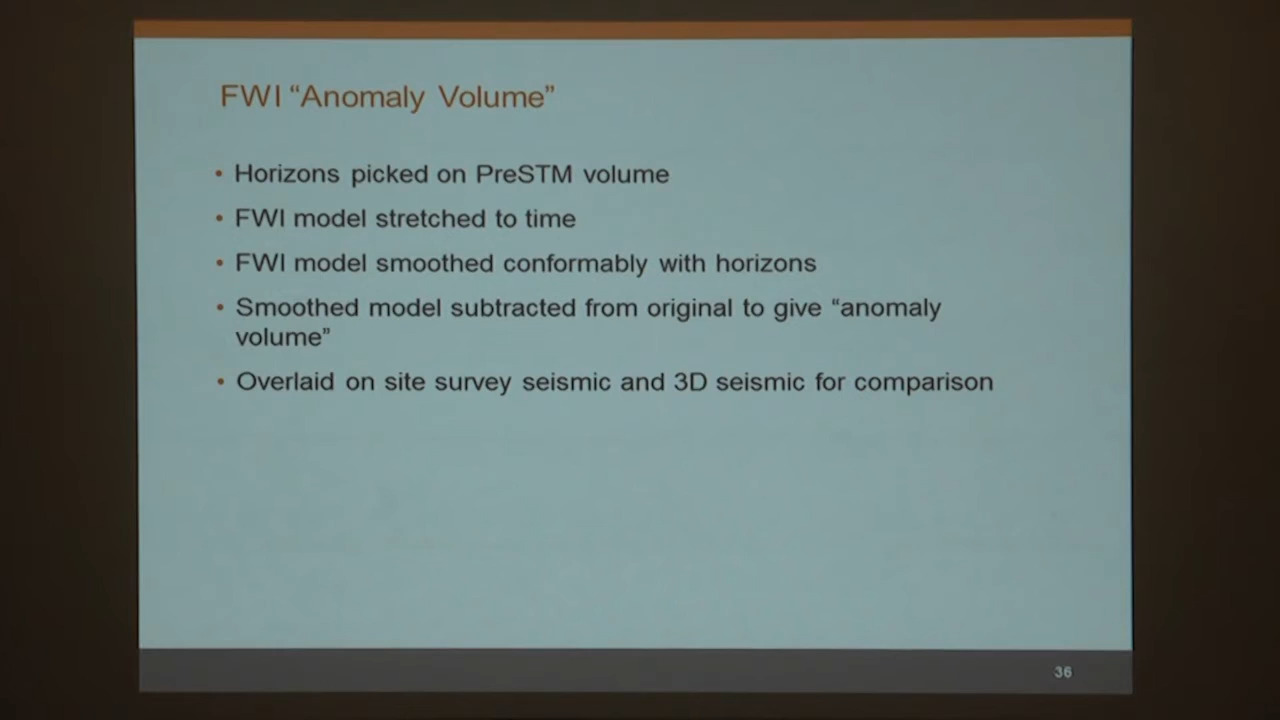 FWI “Anomaly Volume”
• Horizons picked on PreSTM volume
• FWI model stretched to time
• FWI model smoothed conformably with horizons
• Smoothed model subtracted from original to give “anomaly
volume”
• Overlaid on site survey seismic and 3D seismic for comparison
36